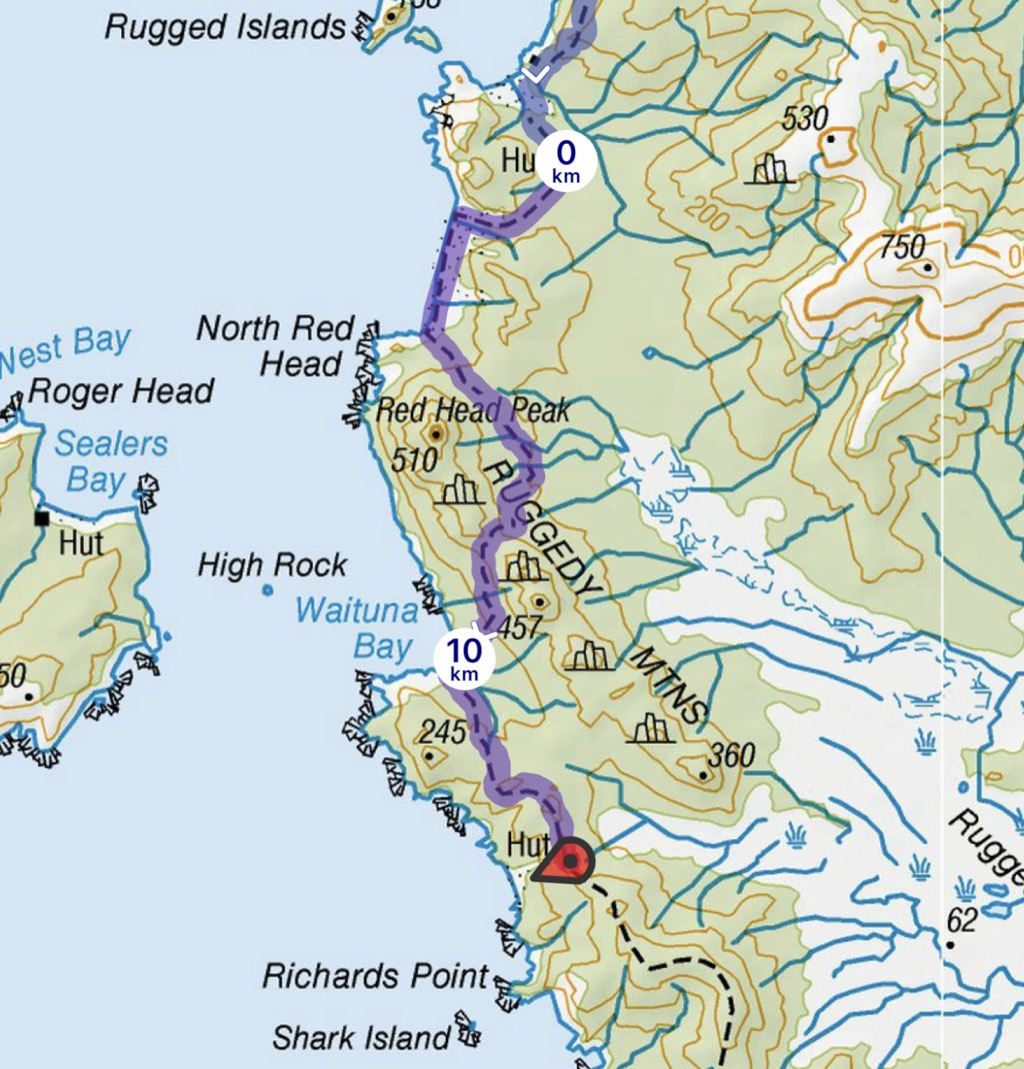 Rugged Islands
530
Hu
0
km
200
750
North Red
Head
Nest Bay
Roger Head
Red Head Peak
Sealers
Bay
510
RUGGEDY
Hut
High Rock
Waituna
Bay
457
10
km
MTNS
50
245
360
Hut
Rugge
62
Richards Point
Shark Island